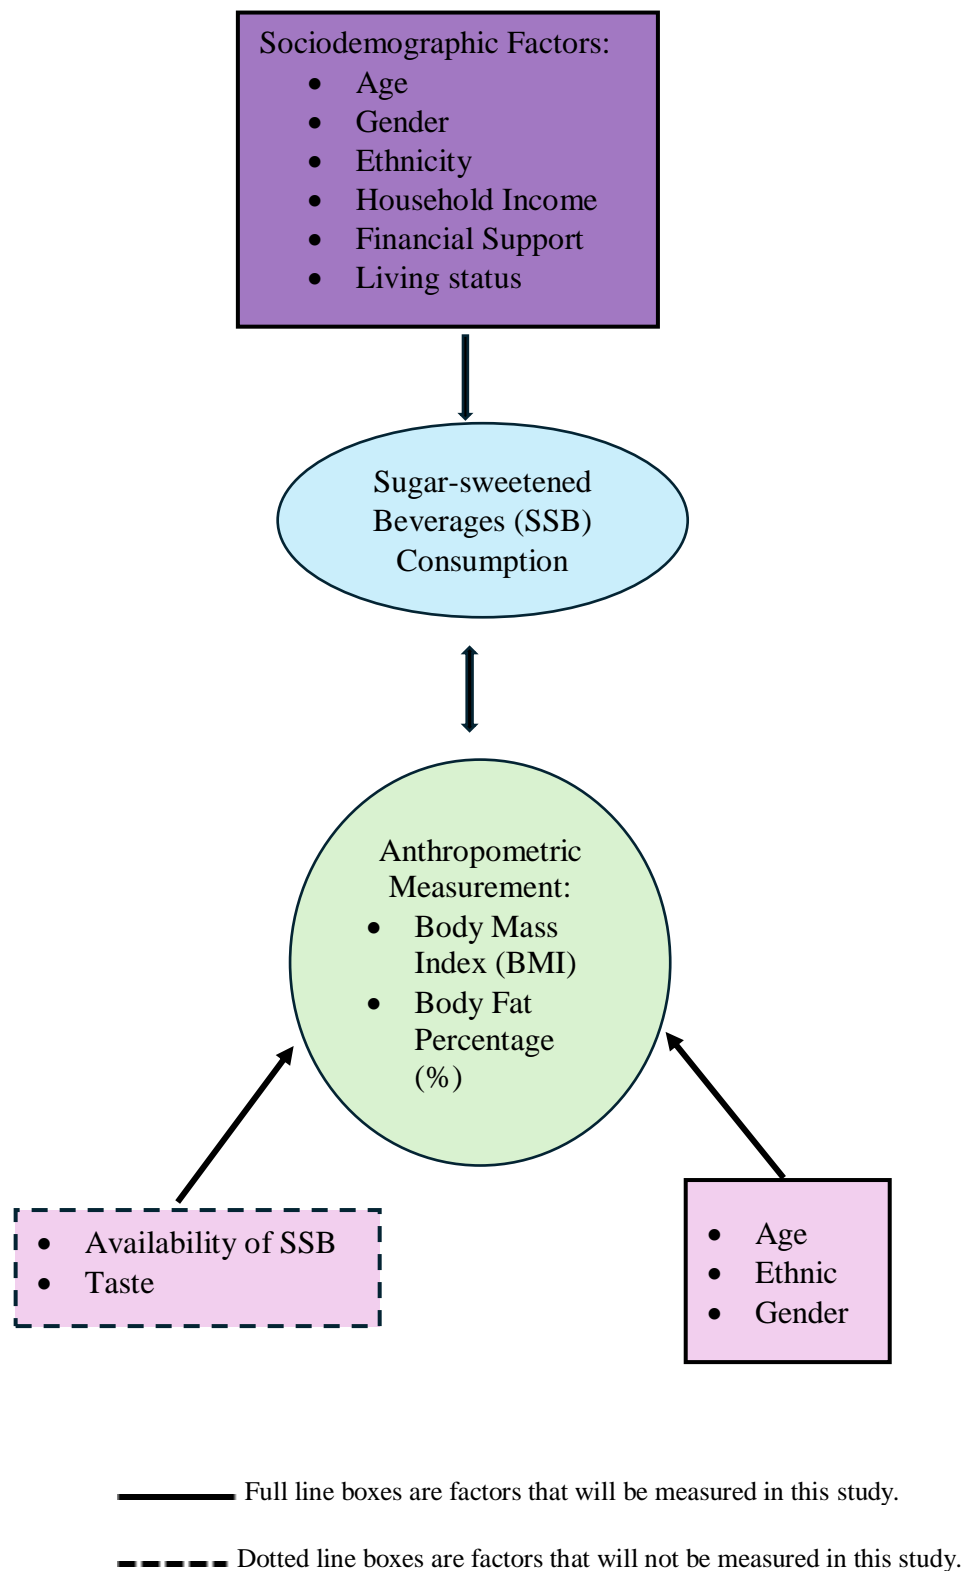 Sociodemographic Factors:
• Age
• Gender
• Ethnicity
• Household Income
• Financial Support
• Living status
Sugar-sweetened
Beverages (SSB)
Consumption
Anthropometric
Measurement:
• Body Mass
Index (BMI)
• Body Fat
Percentage
(%)
• Availability of SSB
• Taste
• Age
• Ethnic
• Gender
Full line boxes are factors that will be measured in this study.
Dotted line boxes are factors that will not be measured in this study.